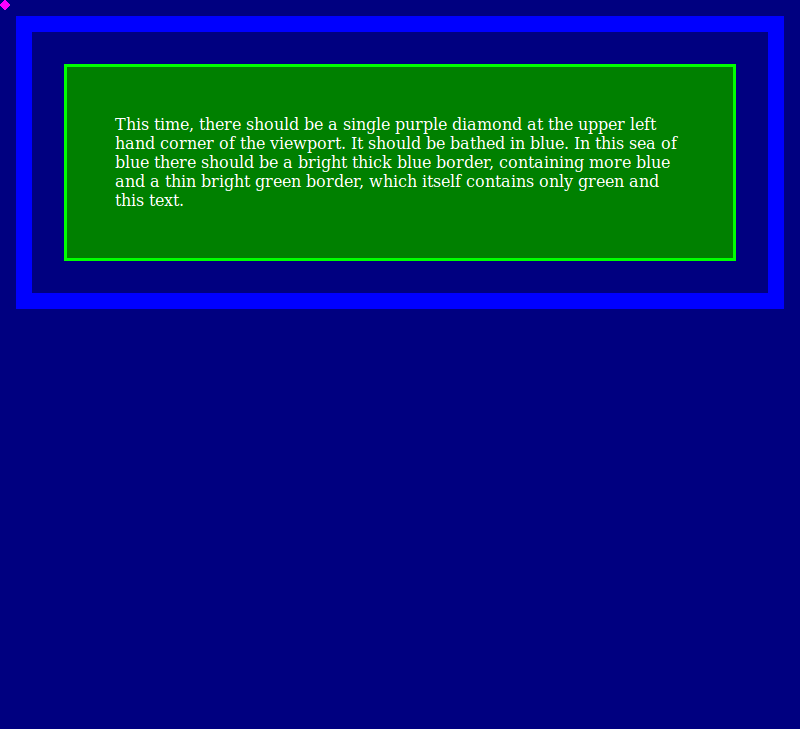 This time, there should be a single purple diamond at the upper left
hand corner of the viewport. It should be bathed in blue. In this sea of
blue there should be a bright thick blue border, containing more blue
and a thin bright green border, which itself contains only green and
this text.